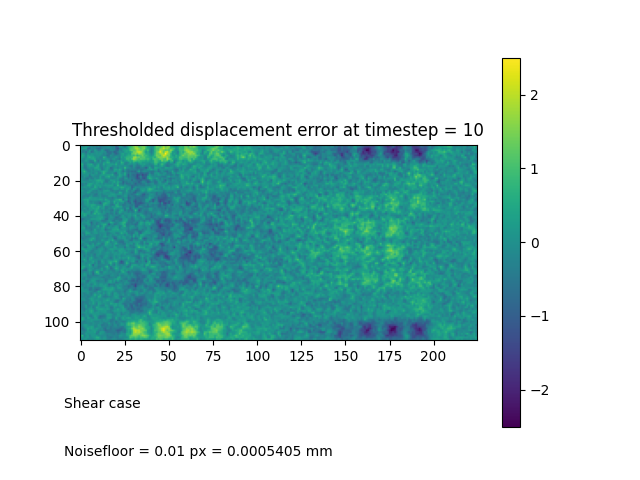 Thresholded displacement error at timestep = 10
0
20
40
60
80
100
0 25 50 75 100 125 150 175 200
2
1
0
−1
−2
Shear case
Noisefloor = 0.01 px = 0.0005405 mm